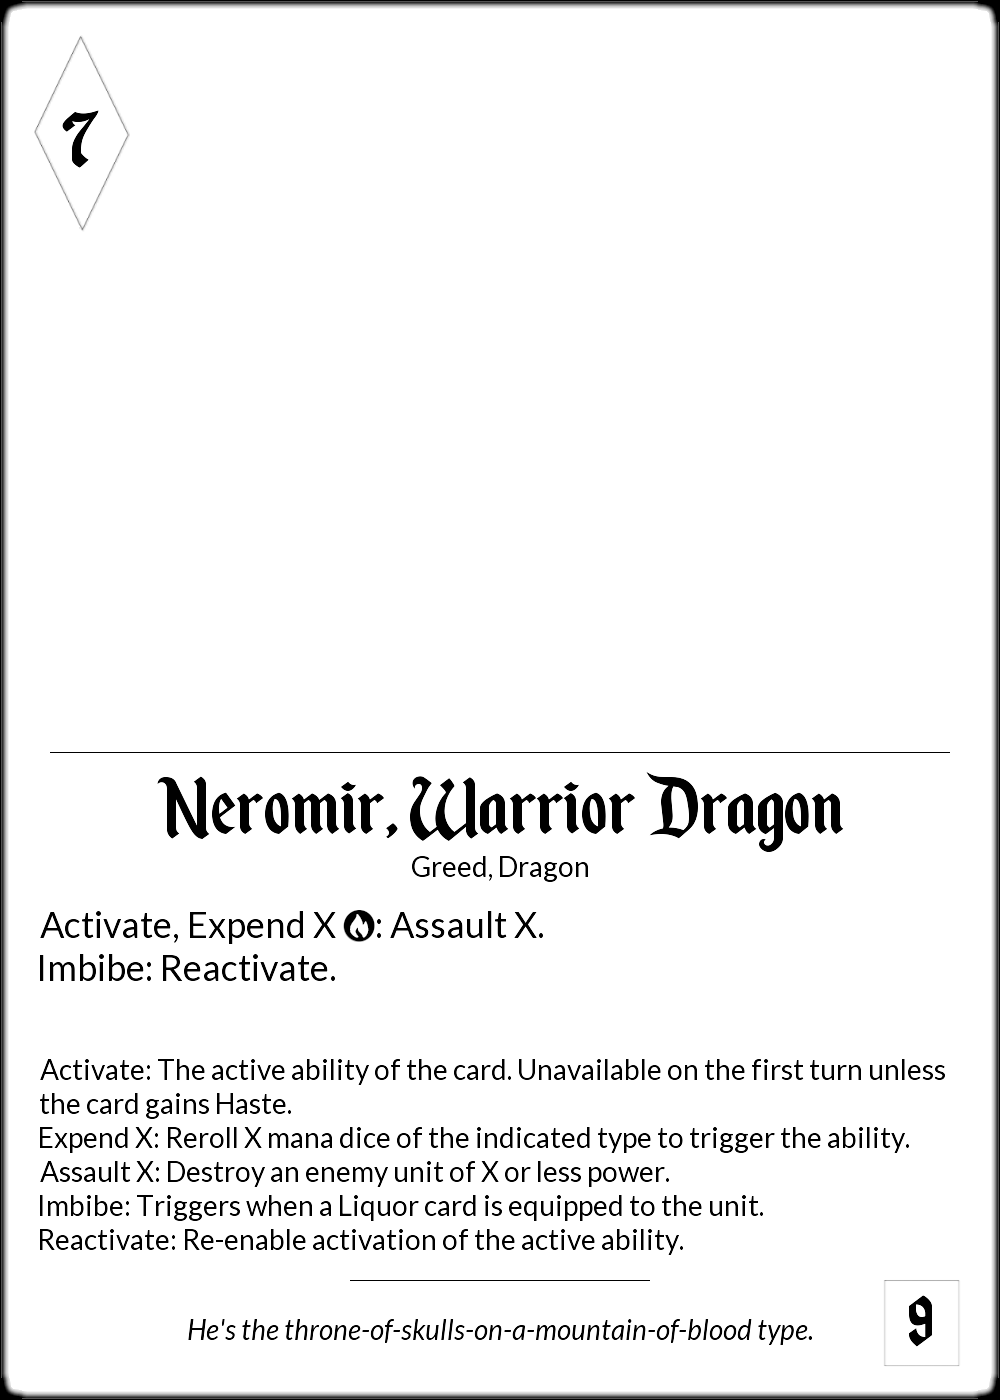 7
Neromir, Warrior Dragon
Greed, Dragon
Activate, Expend X : Assault X.
Imbibe: Reactivate.
Activate: The active ability of the card. Unavailable on the first turn unless
the card gains Haste.
Expend X: Reroll X mana dice of the indicated type to trigger the ability.
Assault X: Destroy an enemy unit of X or less power.
Imbibe: Triggers when a Liquor card is equipped to the unit.
Reactivate: Re-enable activation of the active ability.
He's the throne-of-skulls-on-a-mountain-of-blood type.
9